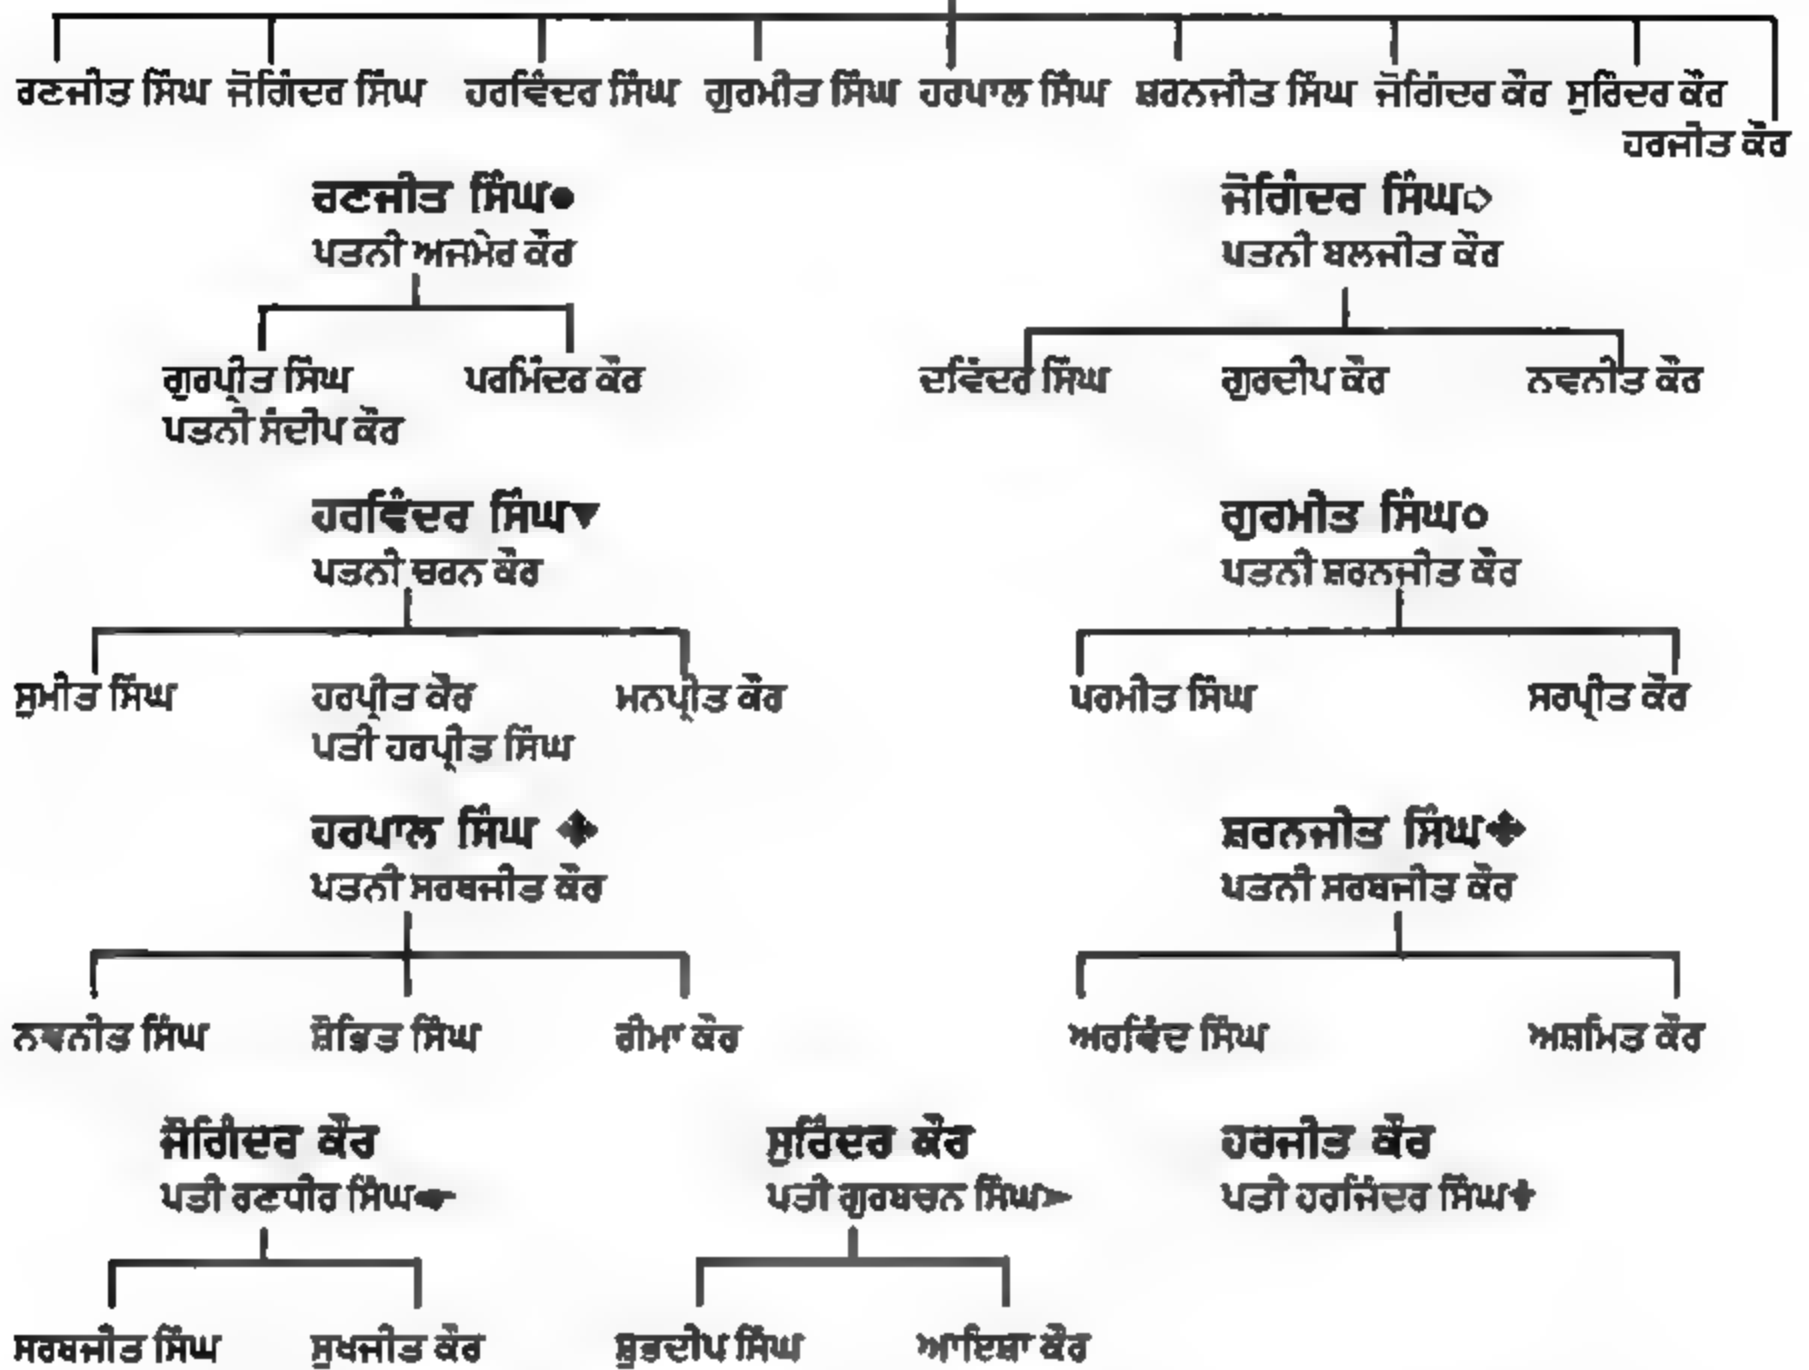 ਰਣਜੀਤ ਸਿੰਘ ਜੋਗਿੰਦਰ ਸਿੰਘ ਹਰਵਿੰਦਰ ਸਿੰਘ ਗੁਰਮੀਤ ਸਿੰਘ ਹਰਪਾਲ ਸਿੰਘ ਸ਼ਰਨਜੀਤ ਸਿੰਘ ਜੋਗਿੰਦਰ ਕੌਰ ਸੁਰਿੰਦਰ ਕੌਰ
ਹਰਜੀਤ ਕੌਰ
ਰਣਜੀਤ ਸਿੰਘ● ਜੋਗਿੰਦਰ ਸਿੰਘ➪
ਪਤਨੀ ਅਜਮੇਰ ਕੌਰ ਪਤਨੀ ਬਲਜੀਤ ਕੌਰ
ਗੁਰਪ੍ਰੀਤ ਸਿੰਘ ਪਰਮਿੰਦਰ ਕੌਰ ਦਵਿੰਦਰ ਸਿੰਘ ਗੁਰਦੀਪ ਕੌਰ ਨਵਨੀਤ ਕੌਰ
ਪਤਨੀ ਸੰਦੀਪ ਕੌਰ
ਹਰਵਿੰਦਰ ਸਿੰਘ▼ ਗੁਰਮੀਤ ਸਿੰਘ○
ਪਤਨੀ ਚਰਨ ਕੌਰ ਪਤਨੀ ਸ਼ਰਨਜੀਤ ਕੌਰ
ਸੁਮੀਤ ਸਿੰਘ ਹਰਪ੍ਰੀਤ ਕੌਰ ਮਨਪ੍ਰੀਤ ਕੌਰ ਪਰਮੀਤ ਸਿੰਘ ਸਰਪ੍ਰੀਤ ਕੌਰ
ਪਤੀ ਹਰਪ੍ਰੀਤ ਸਿੰਘ
ਹਰਪਾਲ ਸਿੰਘ ✤ ਸ਼ਰਨਜੀਤ ਸਿੰਘ✤
ਪਤਨੀ ਸਰਬਜੀਤ ਕੌਰ ਪਤਨੀ ਸਰਬਜੀਤ ਕੌਰ
ਨਵਨੀਤ ਸਿੰਘ ਸ਼ੋਭਿਤ ਸਿੰਘ ਰੀਮਾ ਕੌਰ ਅਰਵਿੰਦ ਸਿੰਘ ਅਸ਼ਮਿਤ ਕੌਰ
ਜੋਗਿੰਦਰ ਕੌਰ ਸੁਰਿੰਦਰ ਕੌਰ ਹਰਜੀਤ ਕੌਰ
ਪਤੀ ਰਣਧੀਰ ਸਿੰਘ☛ ਪਤੀ ਗੁਰਬਚਨ ਸਿੰਘ➤ ਪਤੀ ਹਰਜਿੰਦਰ ਸਿੰਘ✦
ਸਰਬਜੀਤ ਸਿੰਘ ਸੁਖਜੀਤ ਕੌਰ ਸ਼ੁਭਦੀਪ ਸਿੰਘ ਆਇਸ਼ਾ ਕੌਰ